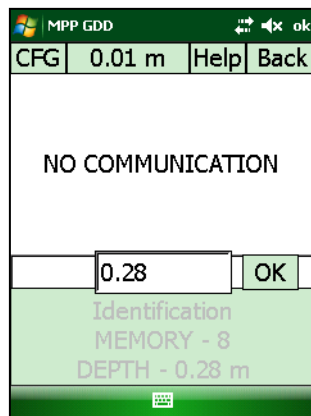 MPP GDD ok
CFG 0.01 m Help Back
NO COMMUNICATION
0.28 OK
Identification
MEMORY - 8
DEPTH - 0.28 m